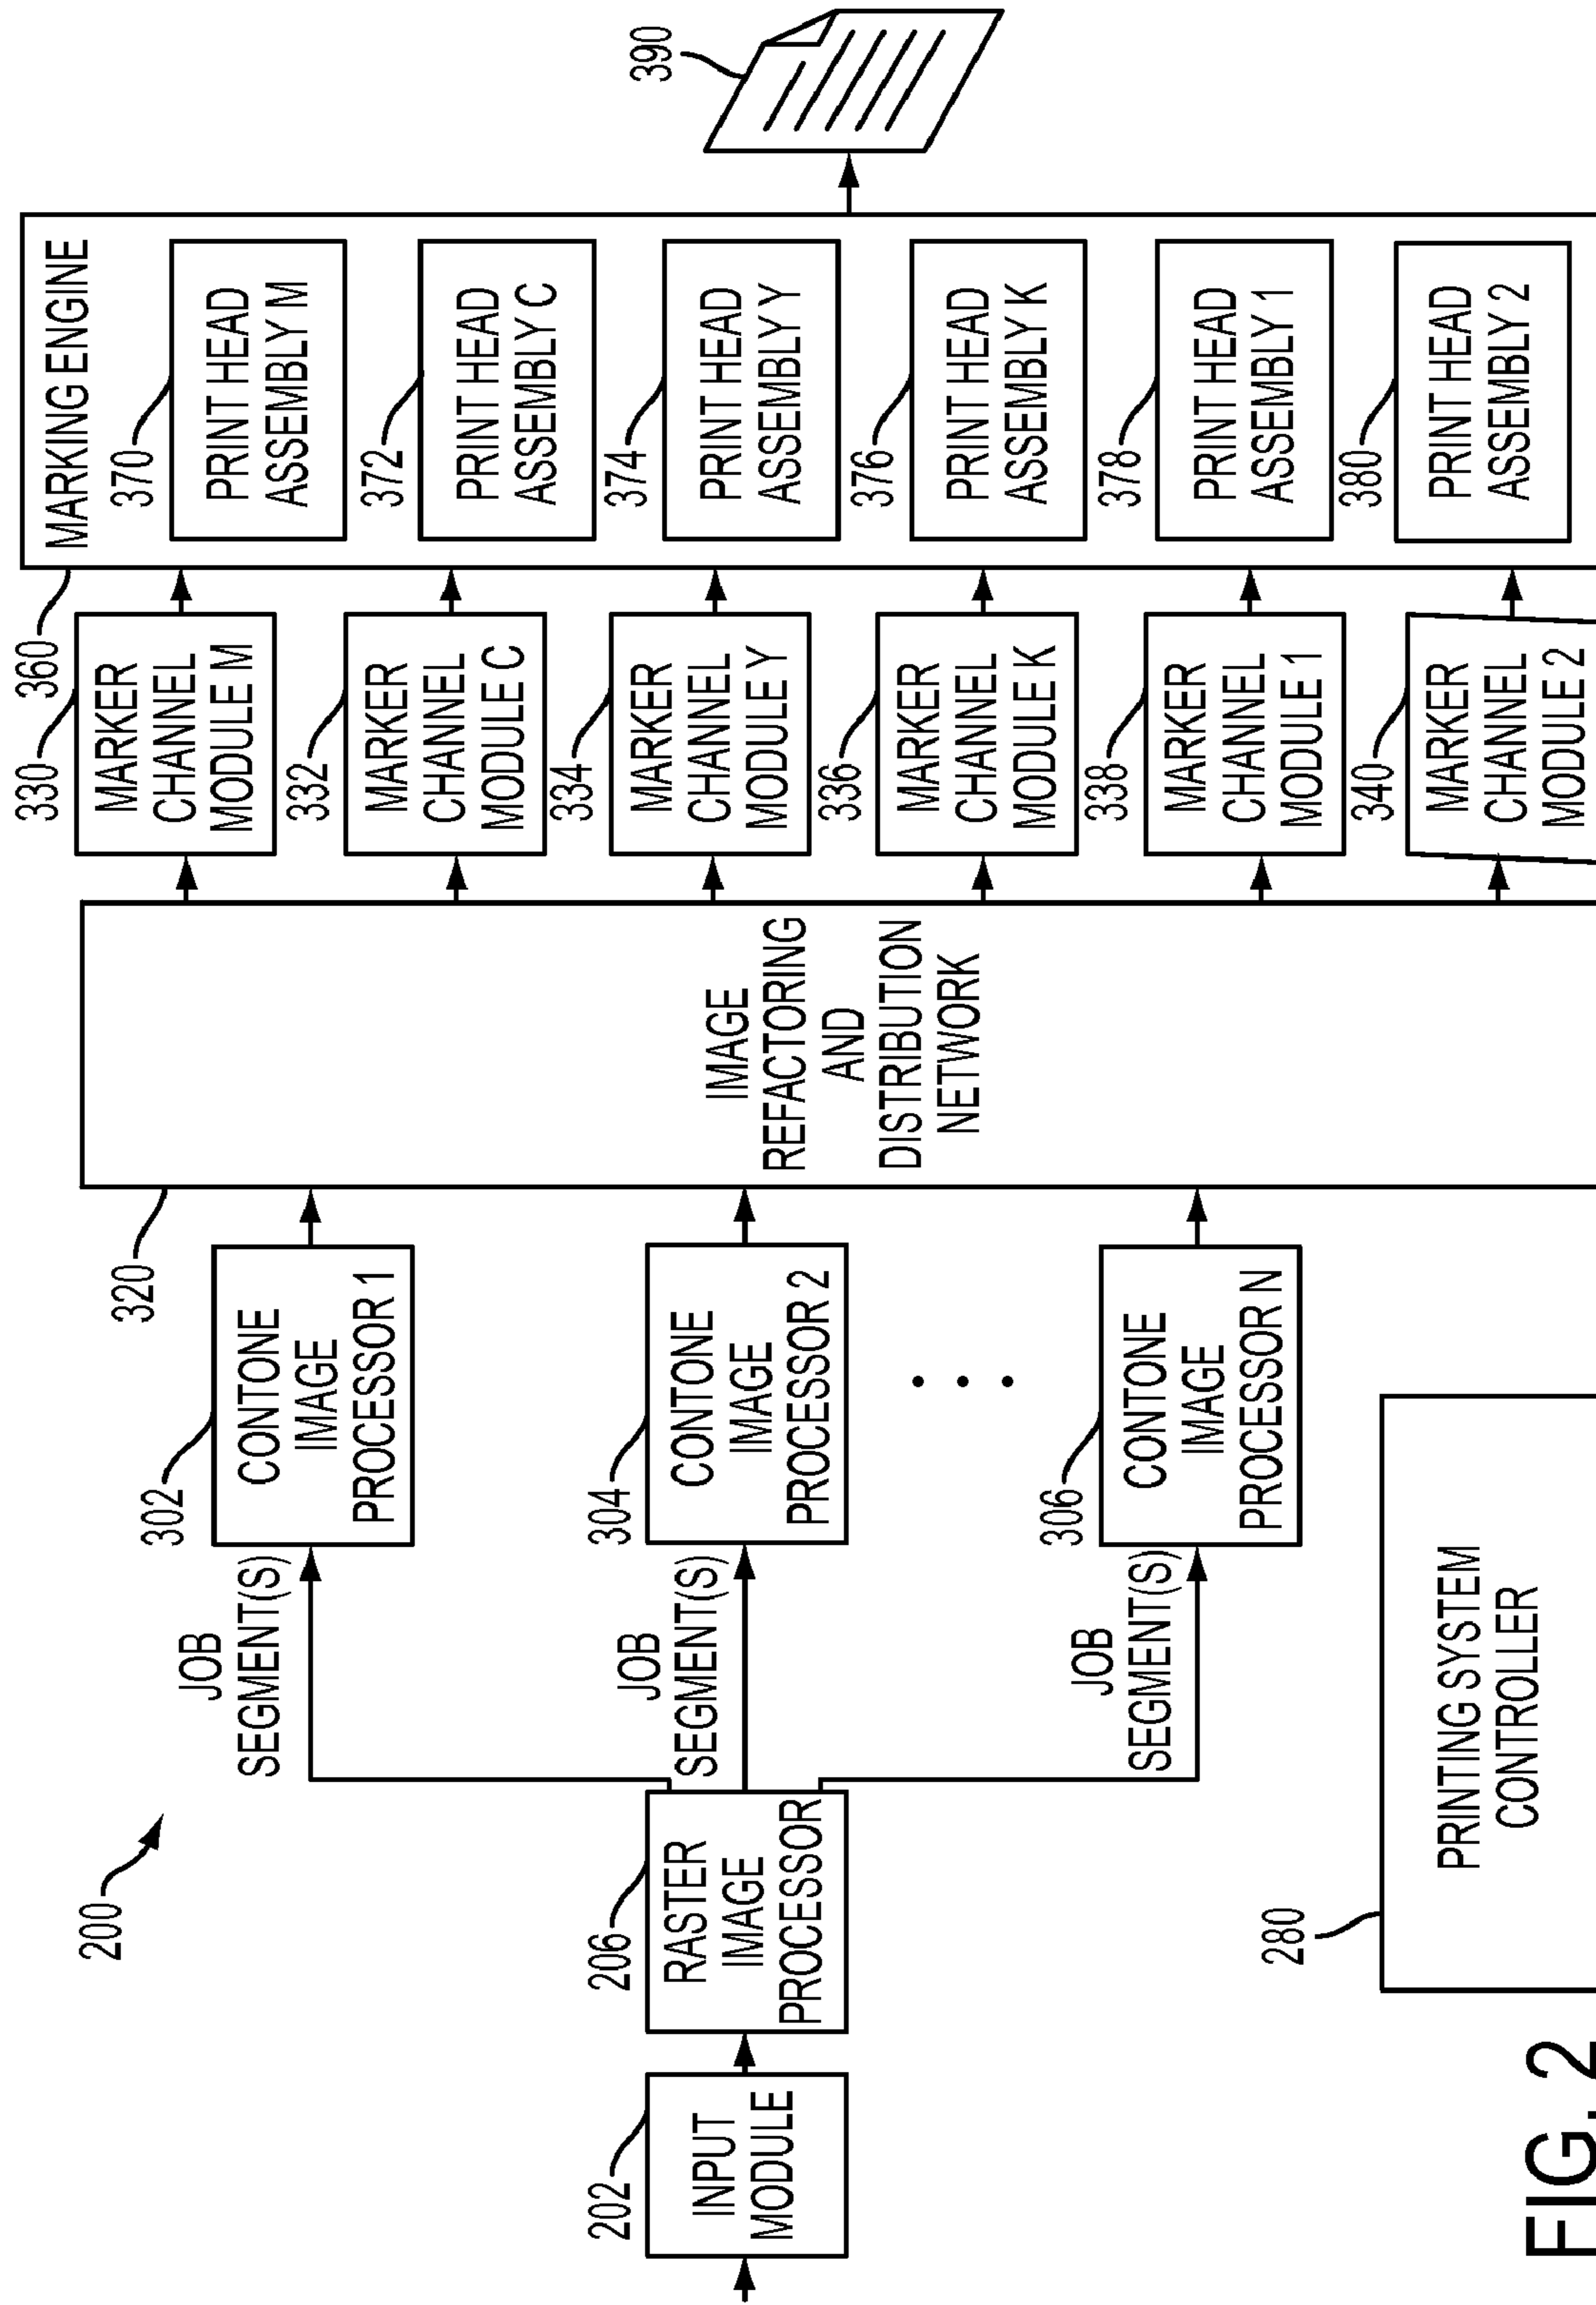 200
202
INPUT
MODULE
206
RASTER
IMAGE
PROCESSOR
JOB
SEGMENT(S)
JOB
SEGMENT(S)
JOB
SEGMENT(S)
302
CONTONE
IMAGE
PROCESSOR 1
304
CONTONE
IMAGE
PROCESSOR 2
306
CONTONE
IMAGE
PROCESSOR N
320
IMAGE
REFACTORING
AND
DISTRIBUTION
NETWORK
330
MARKER
CHANNEL
MODULE M
332
MARKER
CHANNEL
MODULE C
334
MARKER
CHANNEL
MODULE Y
336
MARKER
CHANNEL
MODULE K
338
MARKER
CHANNEL
MODULE 1
340
MARKER
CHANNEL
MODULE 2
360
MARKING ENGINE
370
PRINT HEAD
ASSEMBLY M
372
PRINT HEAD
ASSEMBLY C
374
PRINT HEAD
ASSEMBLY Y
376
PRINT HEAD
ASSEMBLY K
378
PRINT HEAD
ASSEMBLY 1
380
PRINT HEAD
ASSEMBLY 2
390
280
PRINTING SYSTEM
CONTROLLER
FIG. 2